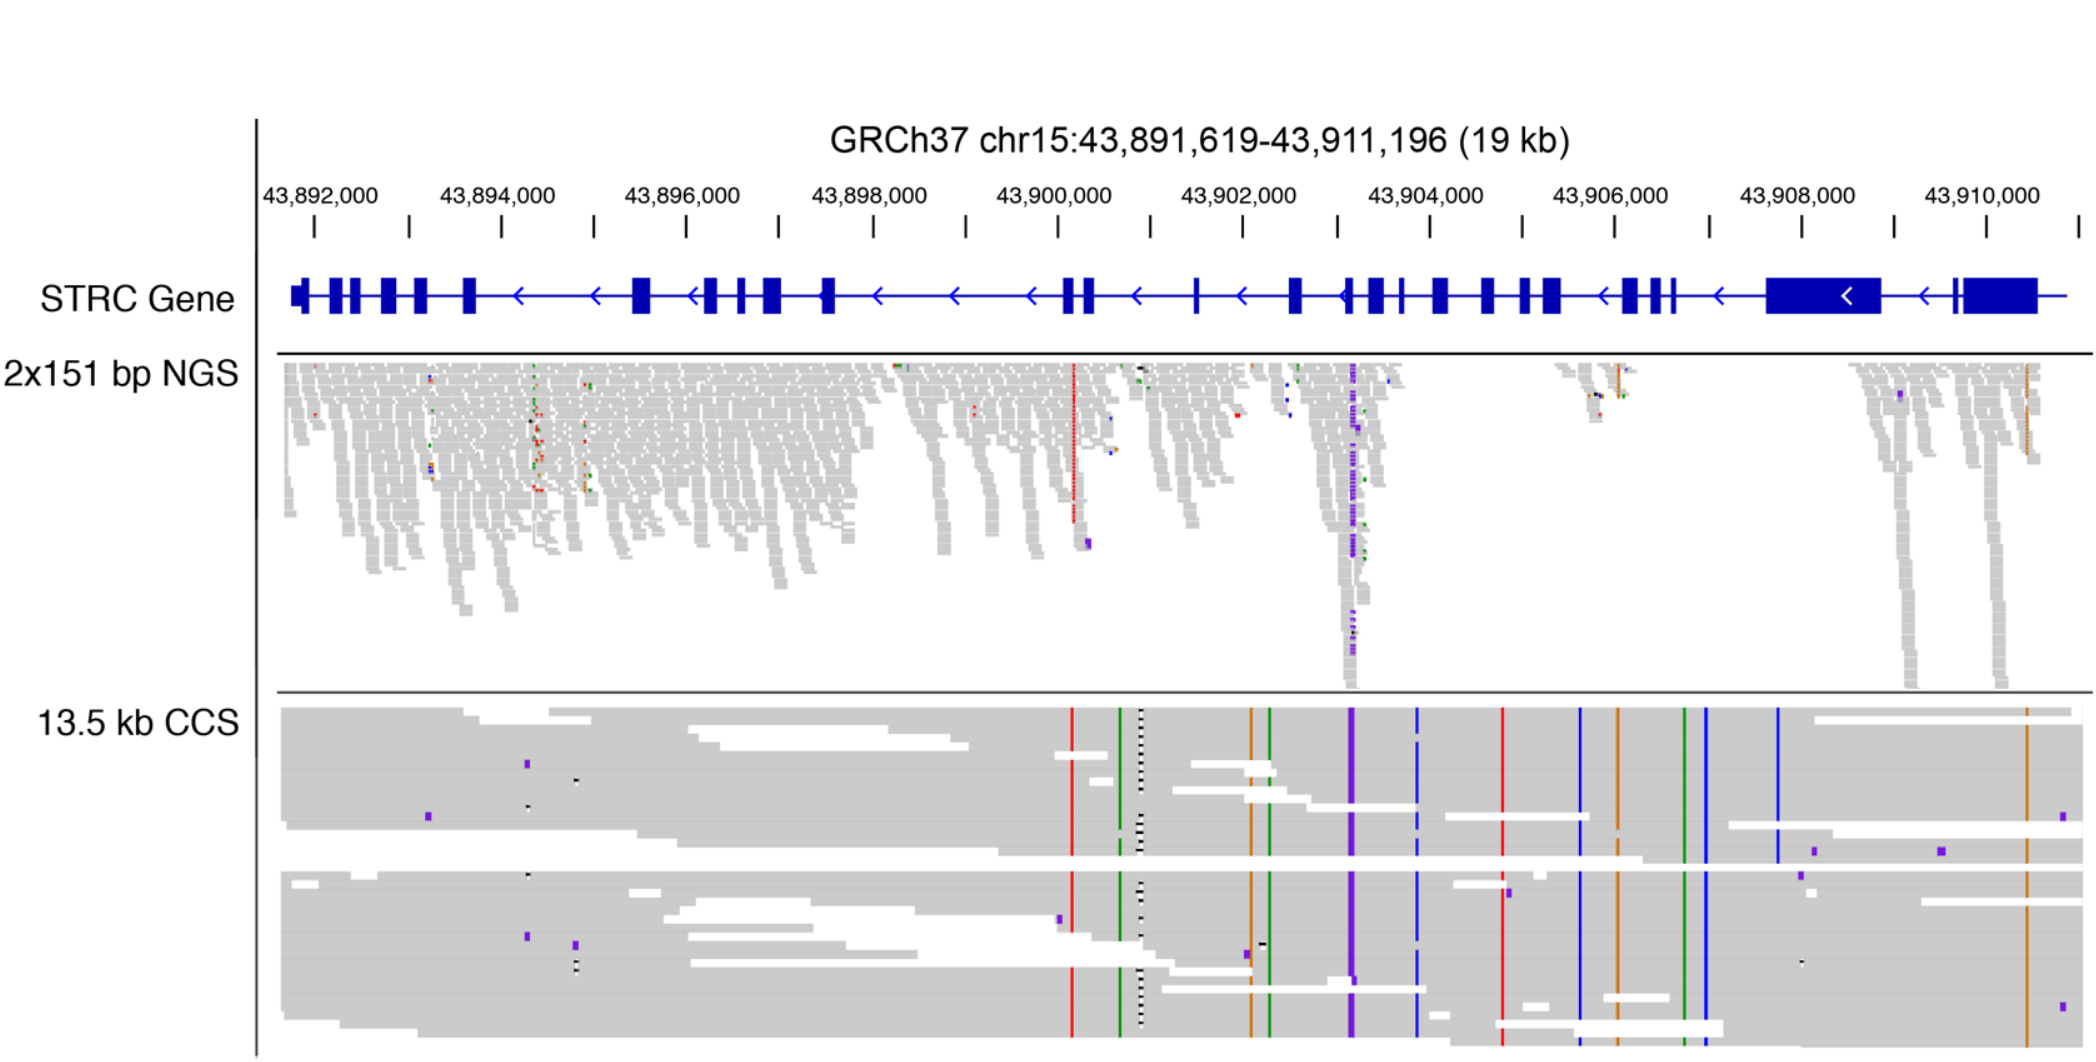 GRCh37 chr15:43,891,619-43,911,196 (19 kb)
43,892,000 43,894,000 43,896,000 43,898,000 43,900,000 43,902,000 43,904,000 43,906,000 43,908,000 43,910,000
STRC Gene
2x151 bp NGS
13.5 kb CCS